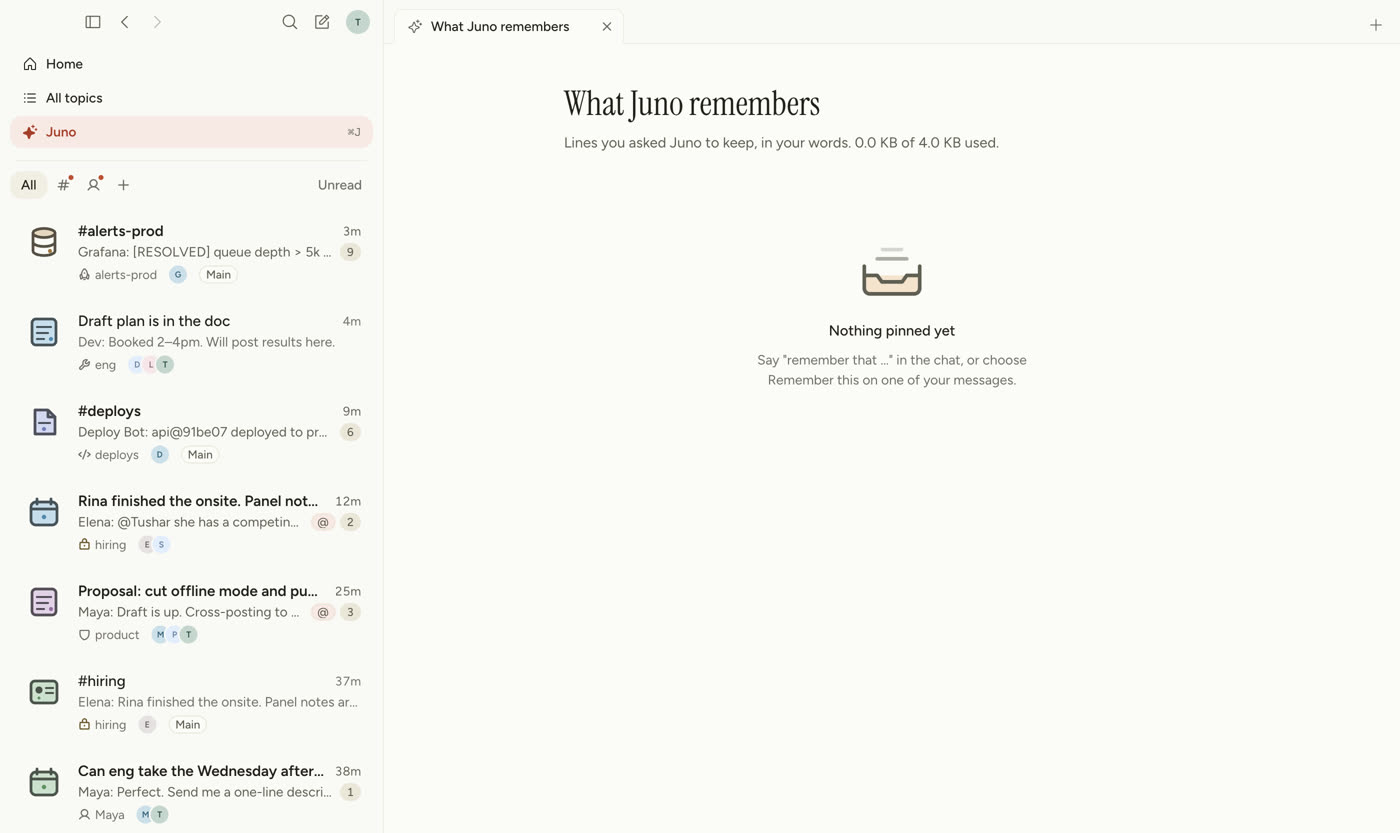 T
What Juno remembers
Home
All topics
Juno ⌘J
All # Unread
#alerts-prod 3m
Grafana: [RESOLVED] queue depth > 5k ... 9
alerts-prod G Main
Draft plan is in the doc 4m
Dev: Booked 2–4pm. Will post results here.
eng D L T
#deploys 9m
Deploy Bot: api@91be07 deployed to pr... 6
deploys D Main
Rina finished the onsite. Panel not... 12m
Elena: @Tushar she has a competin... @ 2
hiring E S
Proposal: cut offline mode and pu... 25m
Maya: Draft is up. Cross-posting to ... @ 3
product M P T
#hiring 37m
Elena: Rina finished the onsite. Panel notes ar...
hiring E Main
Can eng take the Wednesday after... 38m
Maya: Perfect. Send me a one-line descri... 1
Maya M T
What Juno remembers
Lines you asked Juno to keep, in your words. 0.0 KB of 4.0 KB used.
Nothing pinned yet
Say "remember that ..." in the chat, or choose
Remember this on one of your messages.